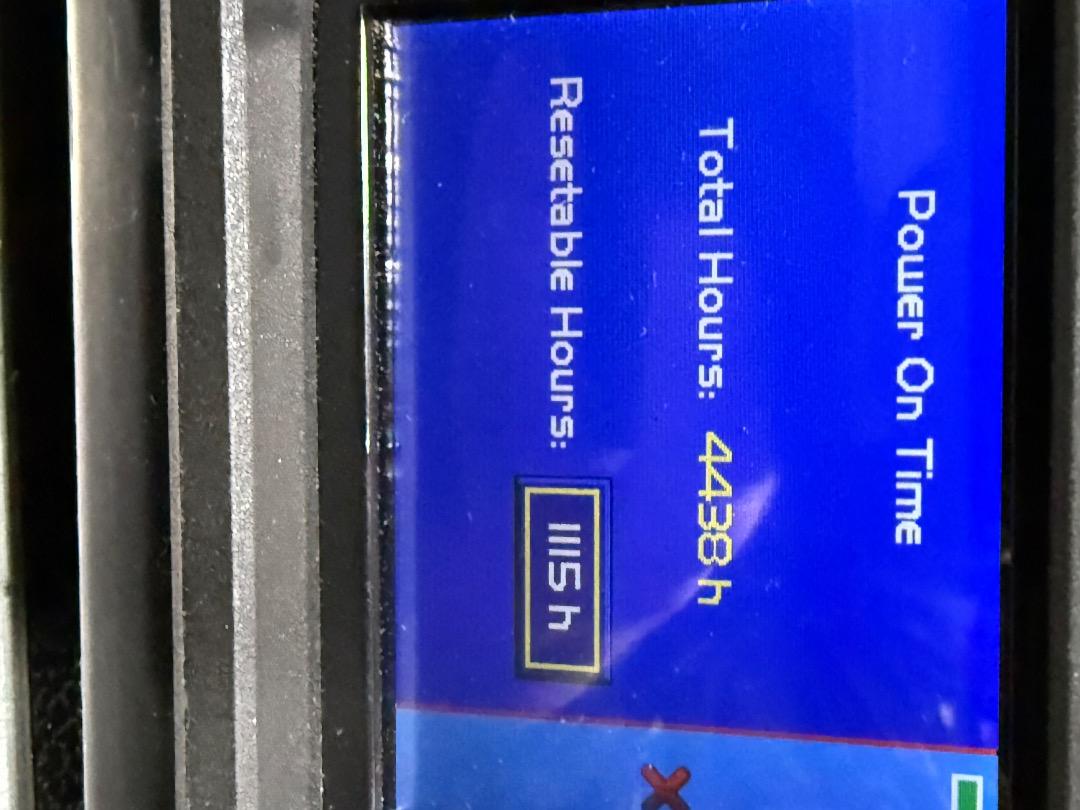 Power On Time
Total Hours: 4438 h
Resetable Hours: 1115 h